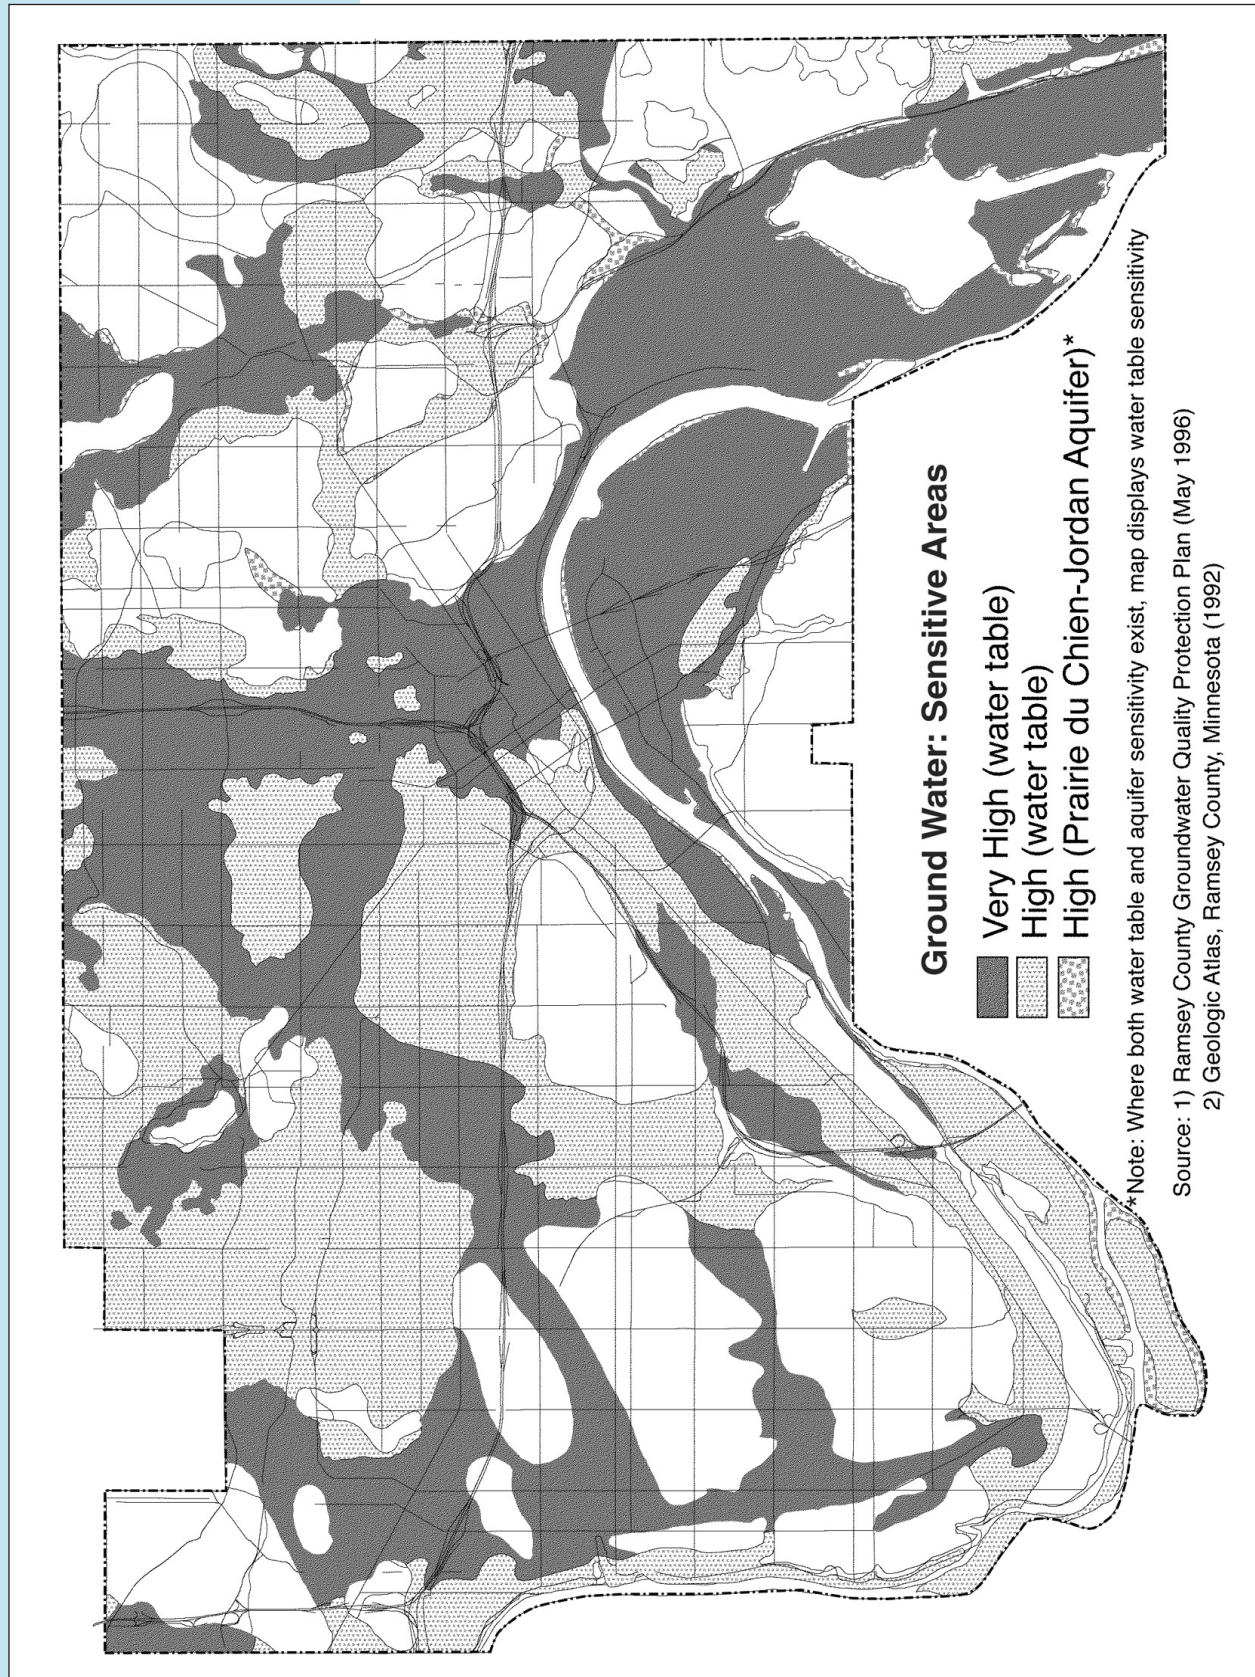 Ground Water: Sensitive Areas
Very High (water table)
High (water table)
High (Prairie du Chien-Jordan Aquifer)*
*Note: Where both water table and aquifer sensitivity exist, map displays water table sensitivity
Source: 1) Ramsey County Groundwater Quality Protection Plan (May 1996)
2) Geologic Atlas, Ramsey County, Minnesota (1992)